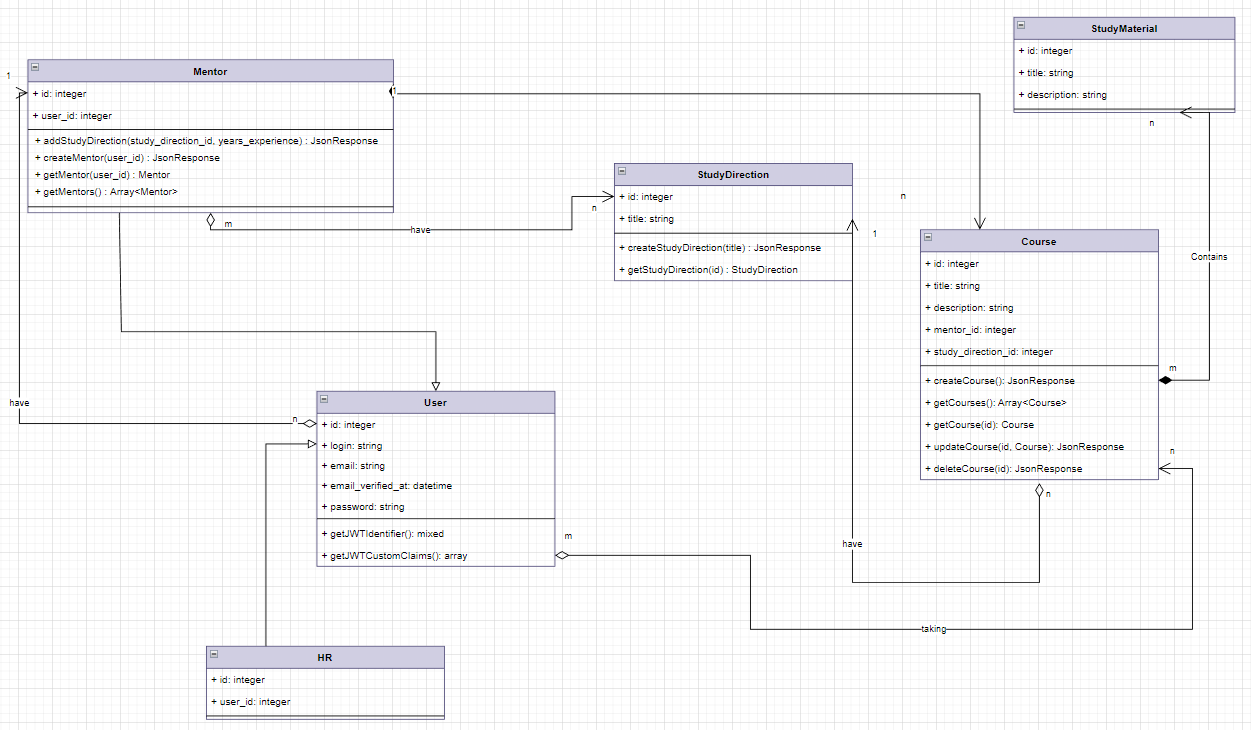 StudyMaterial
+ id: integer
+ title: string
+ description: string
n
1
Mentor
+ id: integer
+ user_id: integer
1
+ addStudyDirection(study_direction_id, years_experience) : JsonResponse
+ createMentor(user_id) : JsonResponse
+ getMentor(user_id) : Mentor
+ getMentors() : Array<Mentor>
m
have
n
StudyDirection
+ id: integer
+ title: string
+ createStudyDirection(title) : JsonResponse
+ getStudyDirection(id) : StudyDirection
n
1
Course
+ id: integer
+ title: string
+ description: string
+ mentor_id: integer
+ study_direction_id: integer
+ createCourse(): JsonResponse
+ getCourses(): Array<Course>
+ getCourse(id): Course
+ updateCourse(id, Course): JsonResponse
+ deleteCourse(id): JsonResponse
Contains
m
n
n
have
have
n
User
+ id: integer
+ login: string
+ email: string
+ email_verified_at: datetime
+ password: string
+ getJWTIdentifier(): mixed
+ getJWTCustomClaims(): array
m
taking
HR
+ id: integer
+ user_id: integer